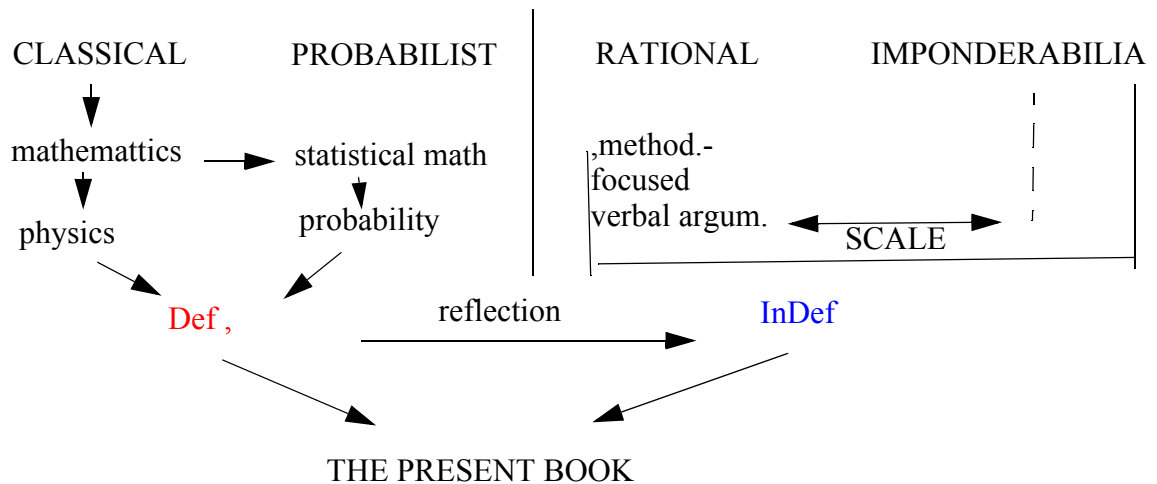 CLASSICAL PROBABILIST RATIONAL IMPONDERABILIA
mathemattics statistical math ,method.-
focused
physics probability verbal argum.
SCALE
Def , reflection InDef
THE PRESENT BOOK